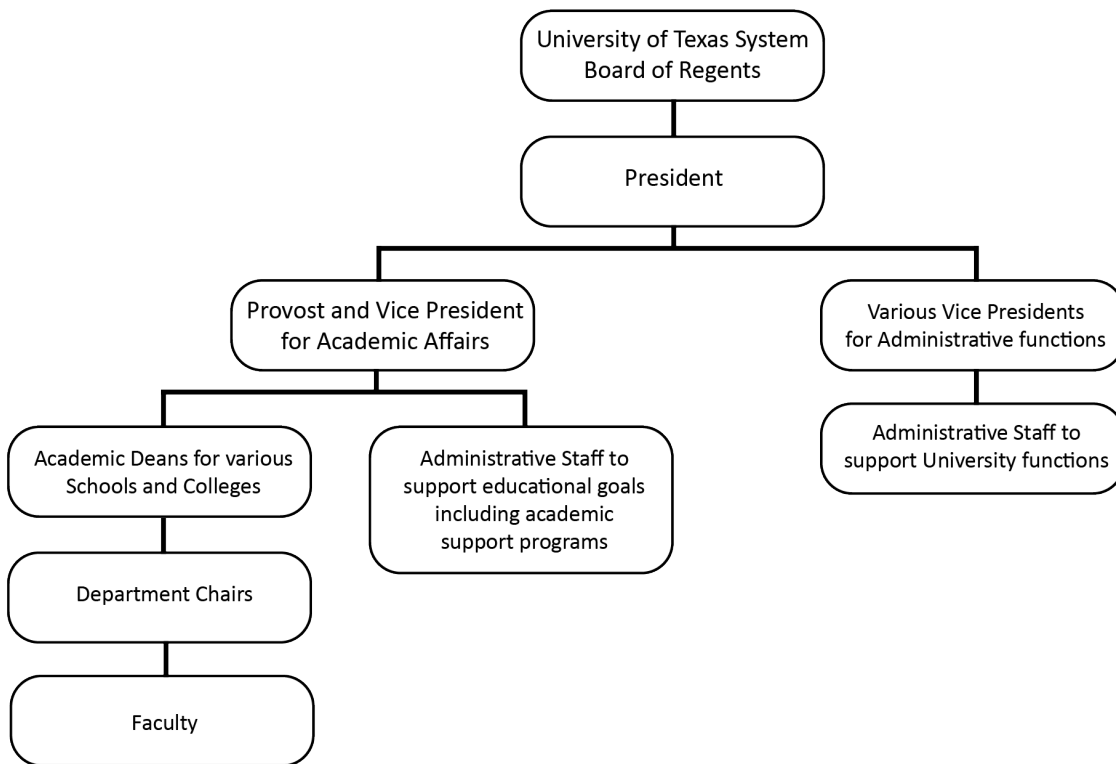 University of Texas System
Board of Regents
President
Provost and Vice President
for Academic Affairs
Various Vice Presidents
for Administrative functions
Academic Deans for various
Schools and Colleges
Administrative Staff to
support educational goals
including academic
support programs
Administrative Staff to
support University functions
Department Chairs
Faculty